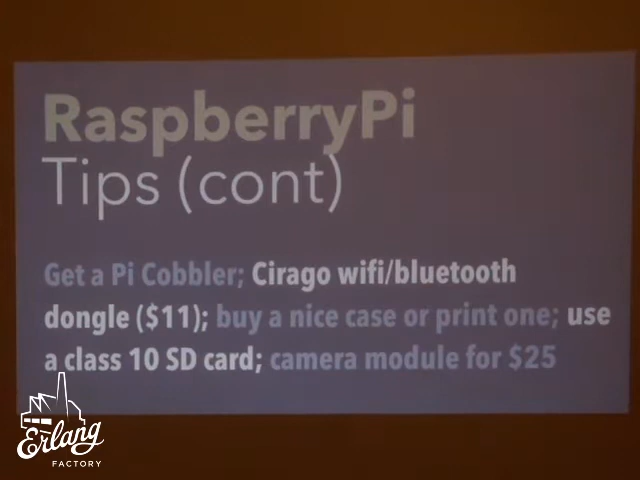 RaspberryPi
Tips (cont)
Get a Pi Cobbler; Cirago wifi/bluetooth
dongle ($11); buy a nice case or print one; use
a class 10 SD card; camera module for $25
Erlang
FACTORY